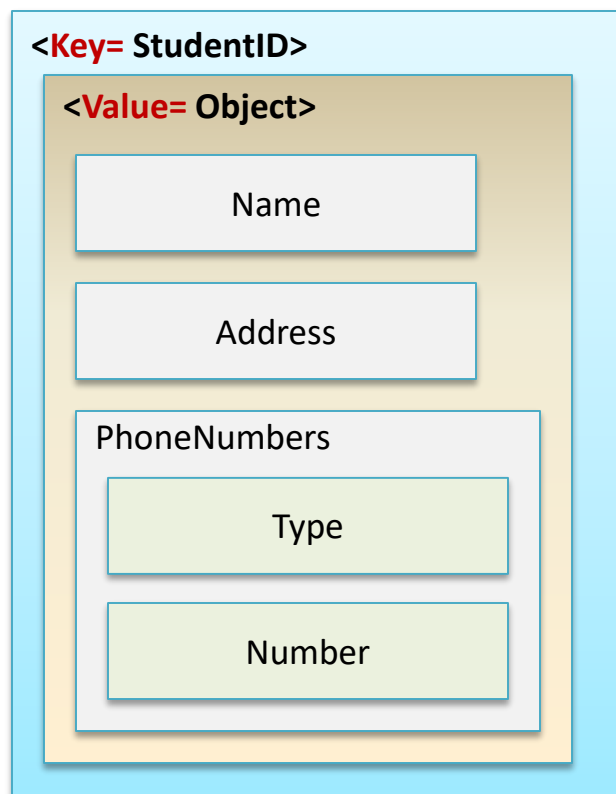 <Key= StudentID>
<Value= Object>
Name
Address
PhoneNumbers
Type
Number